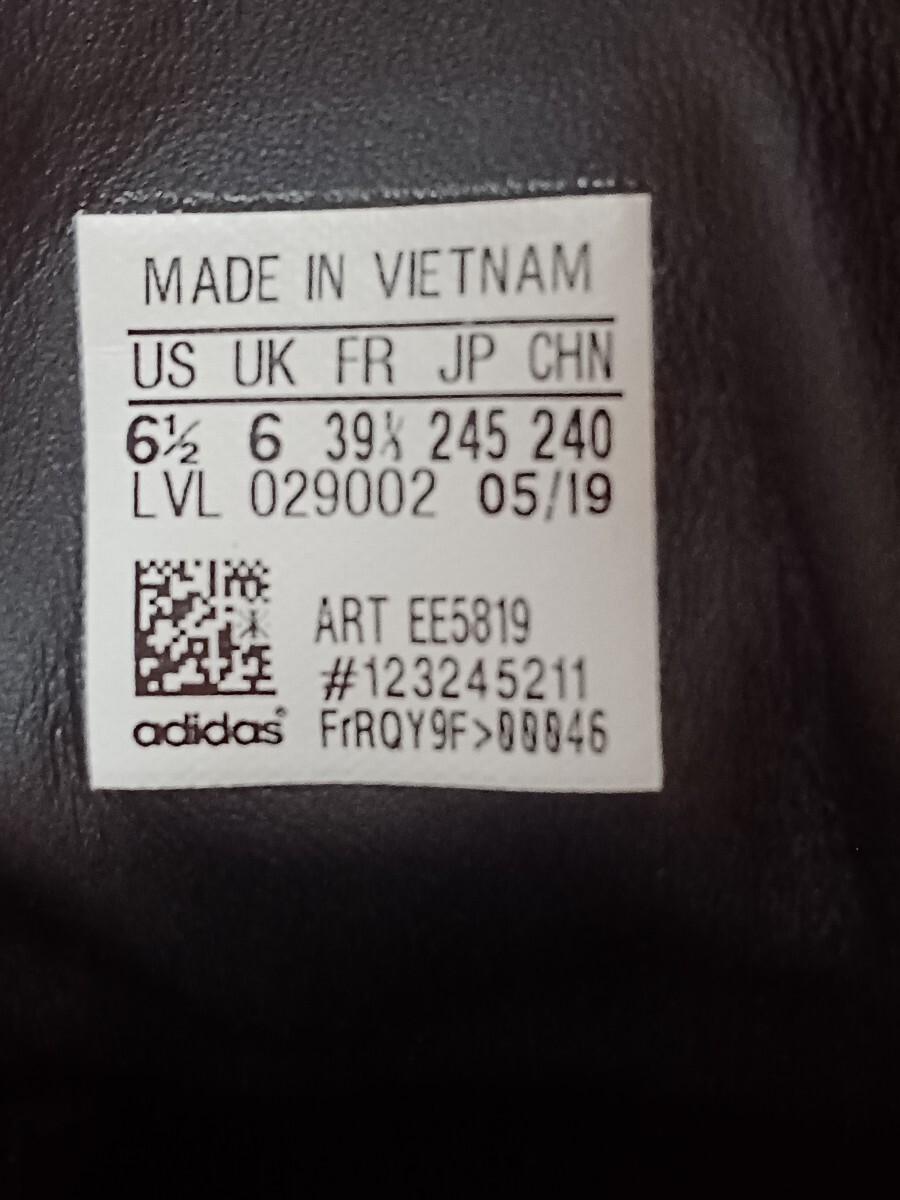 MADE IN VIETNAM
US UK FR JP CHN
6½ 6 39⅓ 245 240
LVL 029002 05/19
ART EE5819
#123245211
adidas® FrRQY9F>00046